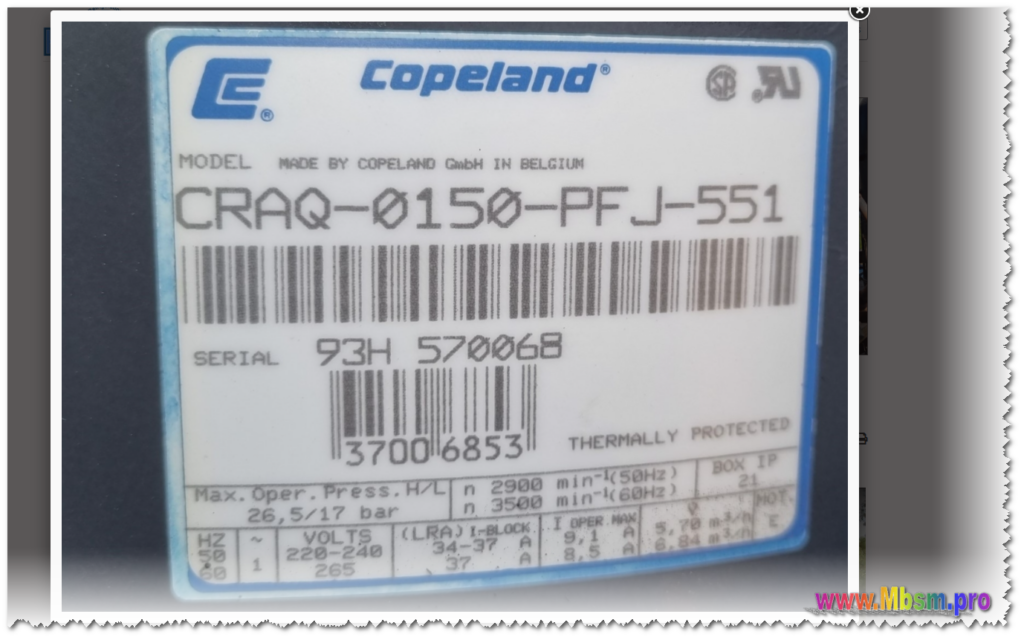 Copeland®
MODEL MADE BY COPELAND GmbH IN BELGIUM
CRAQ-0150-PFJ-551
SERIAL 93H 570068
37006853
THERMALLY PROTECTED
Max.Oper.Press.H/L
26,5/17 bar
n 2900 min⁻¹(50Hz)
n 3500 min⁻¹(60Hz)
BOX IP
21
HZ
50
60
~
1
VOLTS
220-240
265
(LRA) I-BLOCK
34-37 A
37 A
I OPER.MAX
9,1 A
8,5 A
V
5,70 m³/h
6,84 m³/h
MOT.
E
www.Mbsm.pro